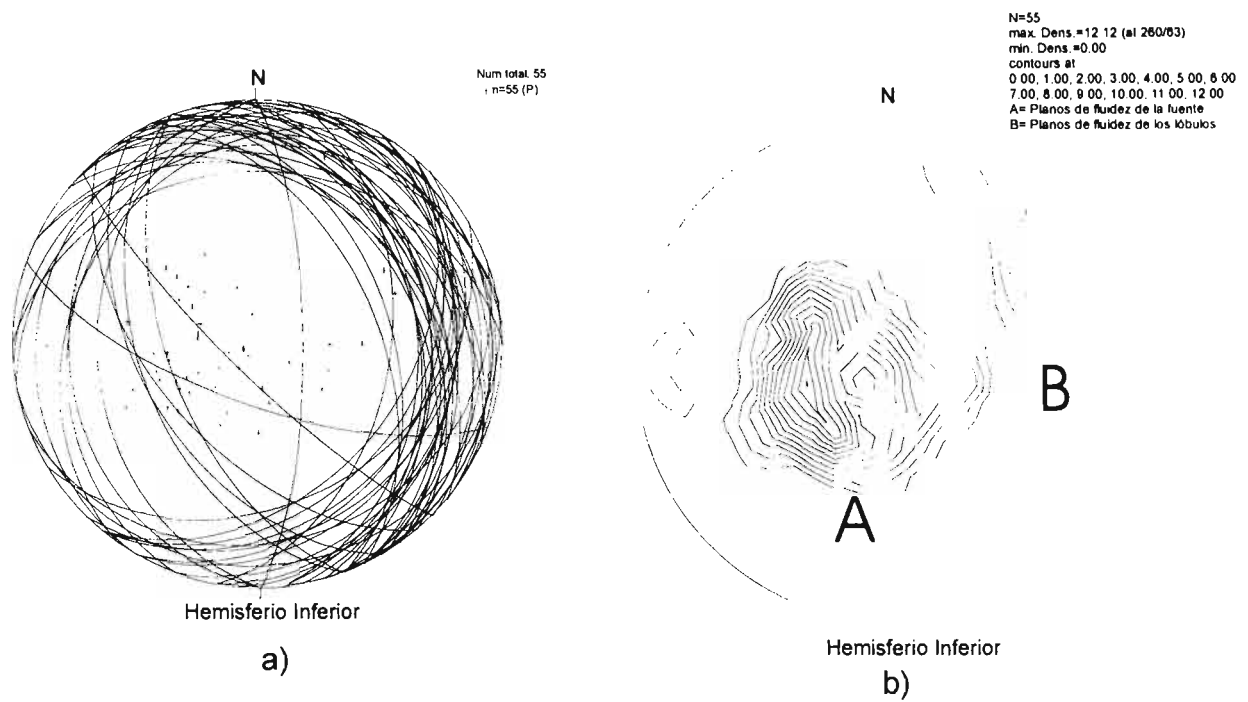 N
Num total. 55
n=55 (P)
Hemisferio Inferior
a)
N=55
max. Dens.=12 12 (al 260/63)
min. Dens.=0.00
contours at
0 00, 1.00, 2.00, 3.00, 4.00, 5 00, 6 00
7.00, 8.00, 9 00, 10 00. 11 00, 12 00
A= Planos de fluidez de la fuente
B= Planos de fluidez de los lóbulos
N
B
A
Hemisferio Inferior
b)